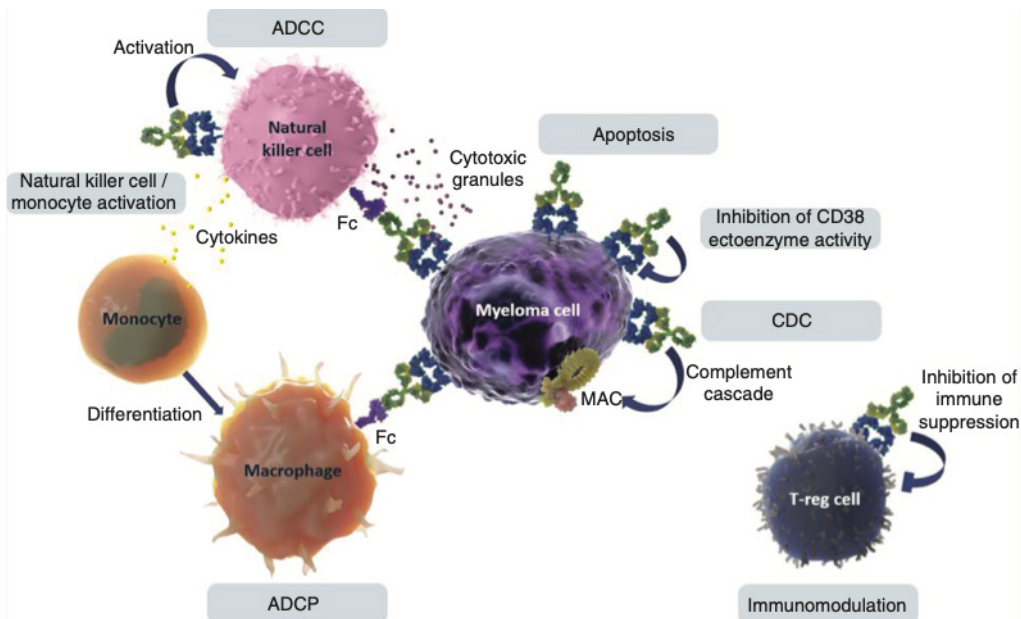 ADCC
Activation
Natural
killer cell
Apoptosis
Cytotoxic
granules
Natural killer cell /
monocyte activation
Fc
Cytokines
Inhibition of CD38
ectoenzyme activity
Monocyte
Myeloma cell
CDC
Complement
cascade
MAC
Inhibition of
immune
suppression
Differentiation
Fc
Macrophage
T-reg cell
ADCP
Immunomodulation